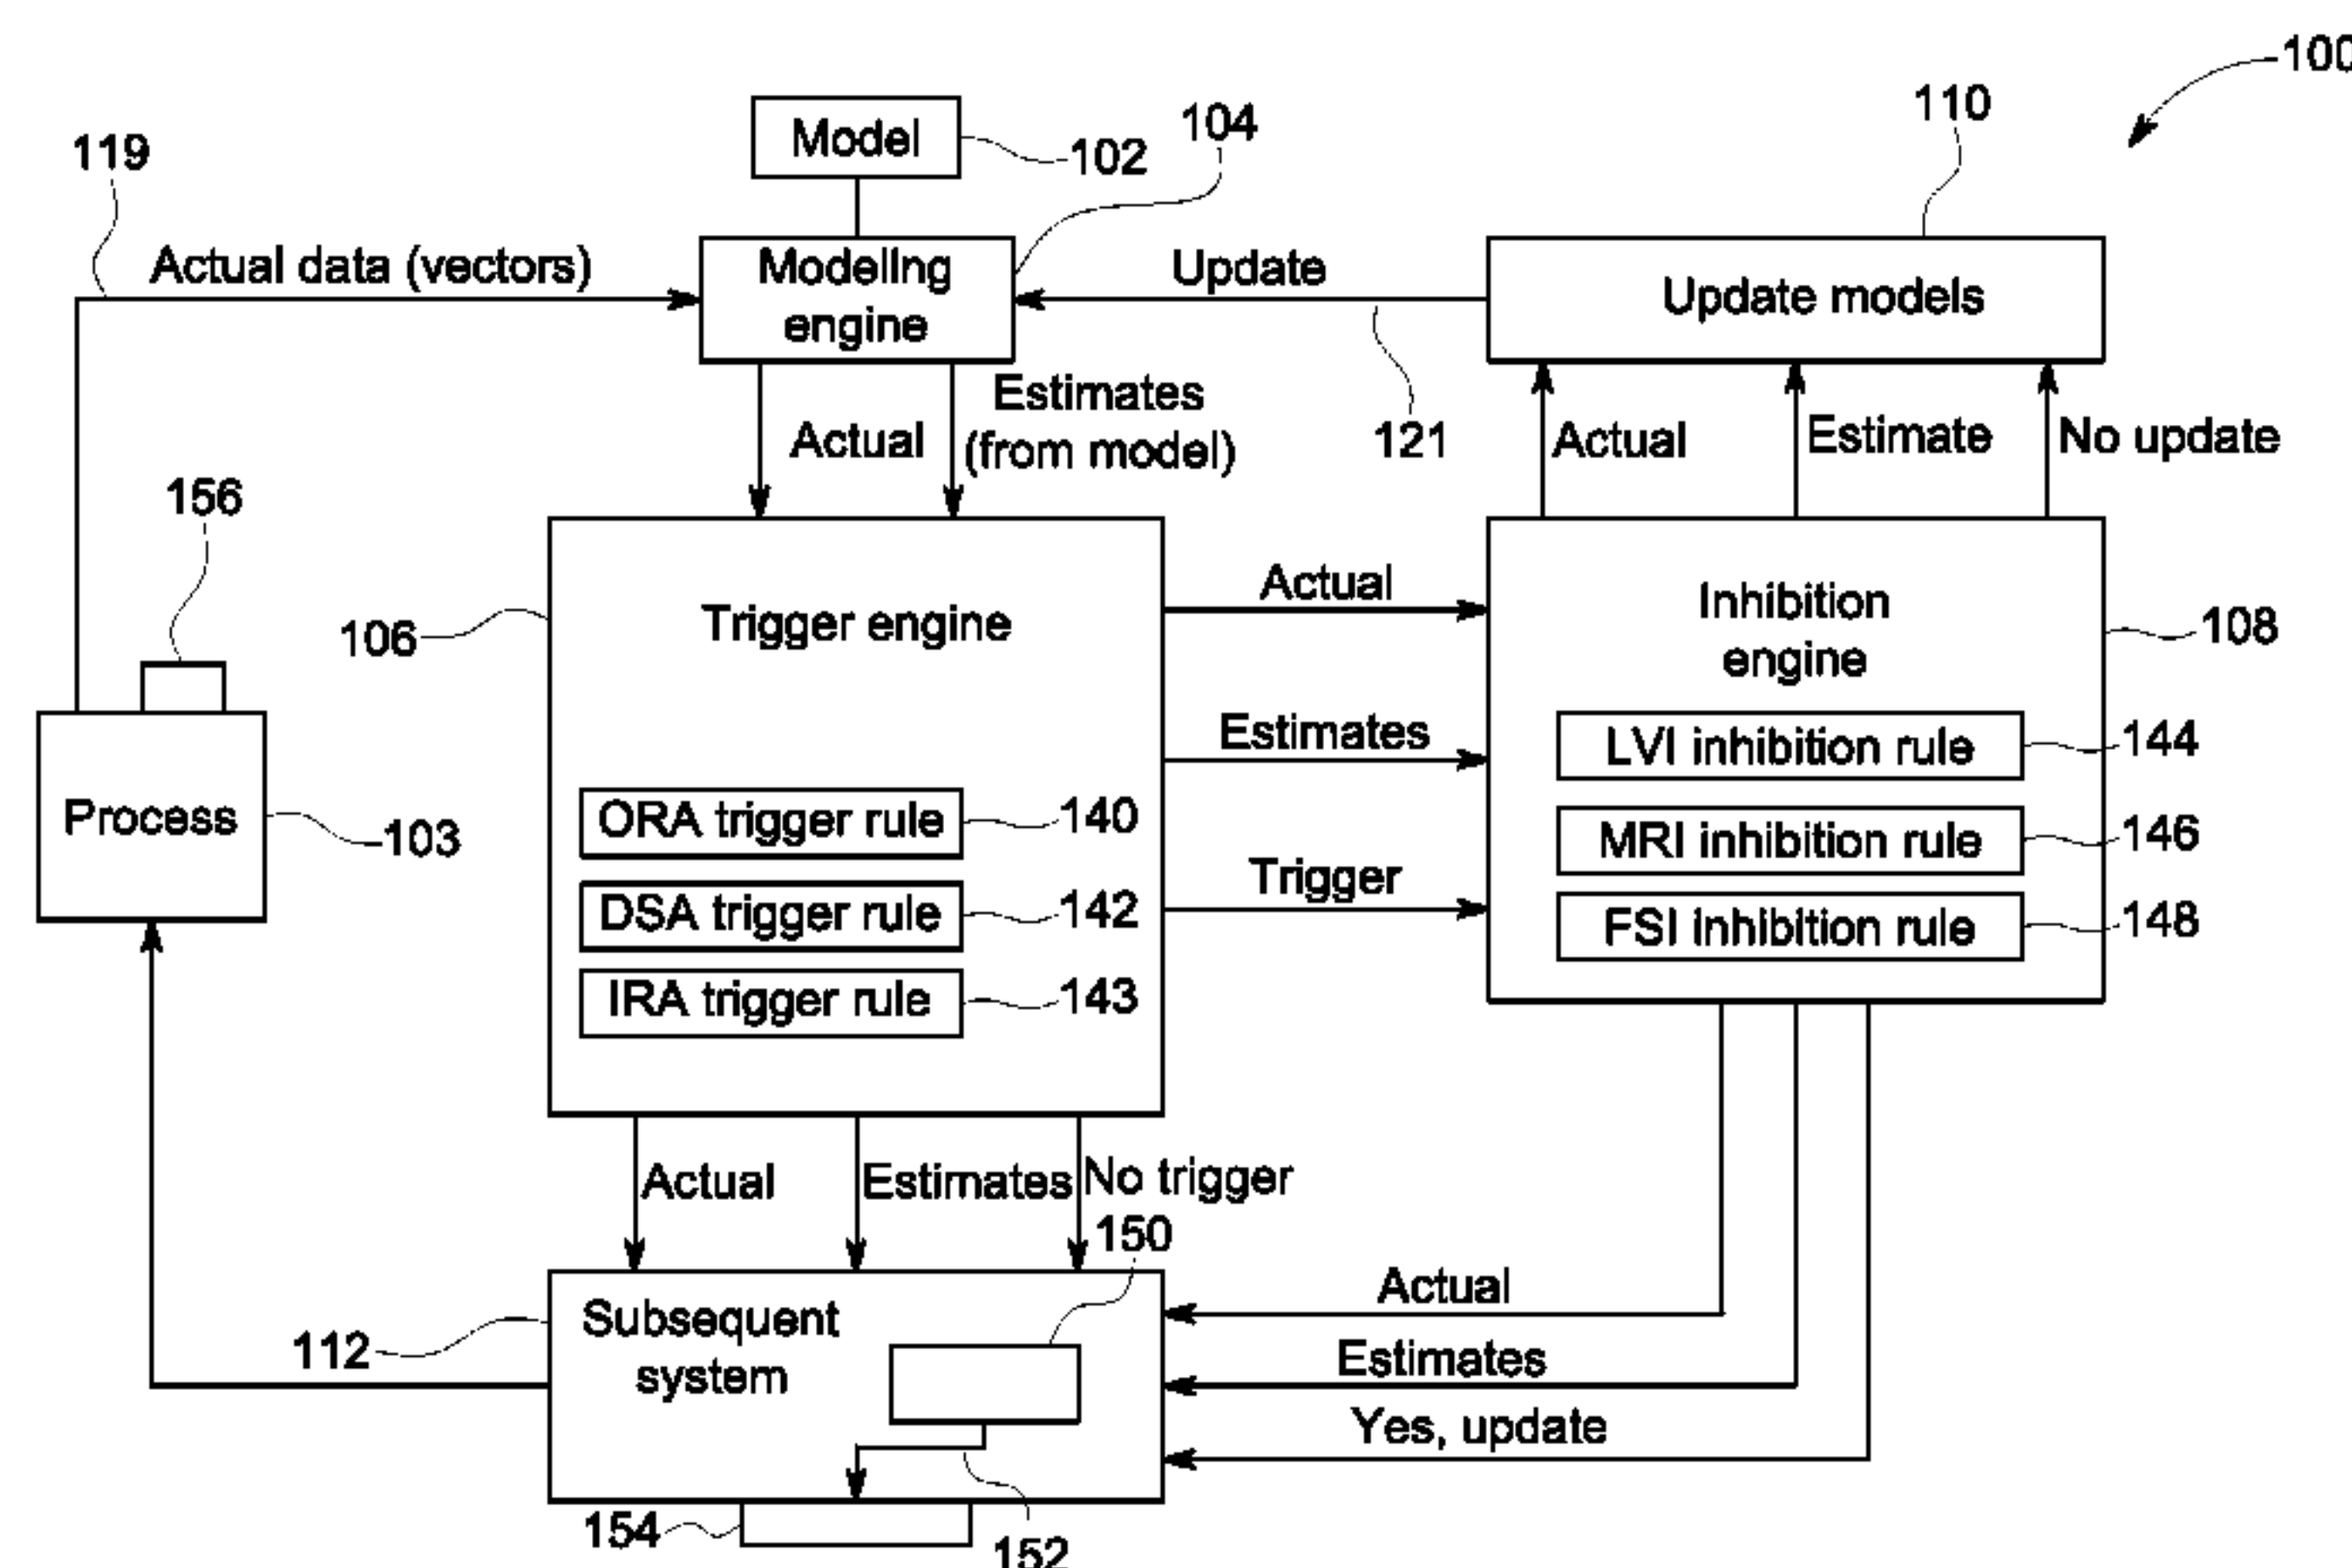 100
110
104
Model
102
119
Actual data (vectors)
Modeling
engine
Update
Update models
Estimates
(from model)
Actual
121
Actual
Estimate
No update
156
106
Trigger engine
Actual
Inhibition
engine
108
Estimates
LVI inhibition rule
144
Process
103
ORA trigger rule
140
MRI inhibition rule
146
Trigger
DSA trigger rule
142
FSI inhibition rule
148
IRA trigger rule
143
Actual
Estimates
No trigger
150
112
Subsequent
system
Actual
Estimates
Yes, update
154
152